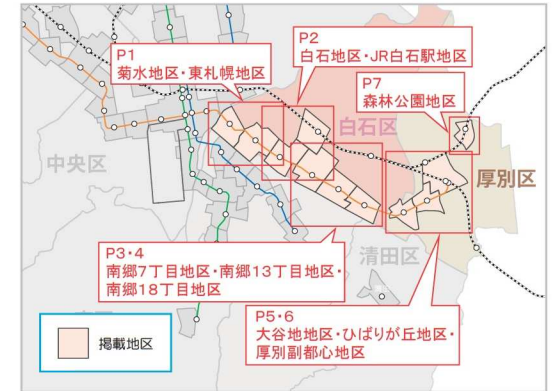 P1
菊水地区・東札幌地区
P2
白石地区・JR白石駅地区
P7
森林公園地区
白石区
中央区
厚別区
清田区
P3・4
南郷7丁目地区・南郷13丁目地区・
南郷18丁目地区
P5・6
大谷地地区・ひばりが丘地区・
厚別副都心地区
掲載地区